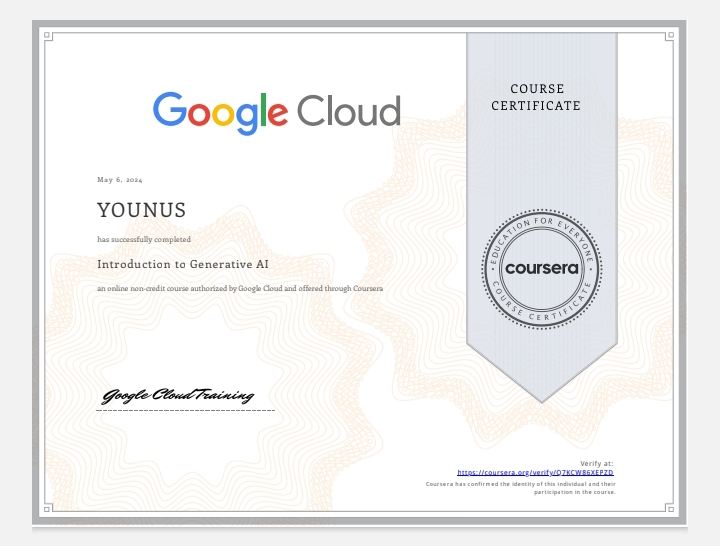 COURSE
CERTIFICATE
Google Cloud
May 6, 2024
YOUNUS
has successfully completed
Introduction to Generative AI
an online non-credit course authorized by Google Cloud and offered through Coursera
EDUCATION FOR EVERYONE
coursera
COURSE CERTIFICATE
Google Cloud Training
Verify at:
https://coursera.org/verify/Q7KCW86XEPZD
Coursera has confirmed the identity of this individual and their
participation in the course.